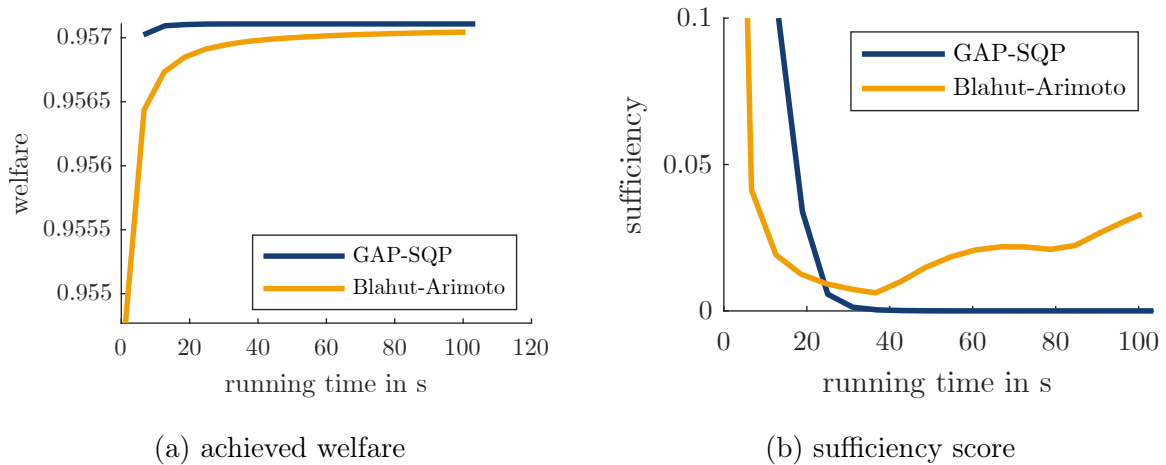 0.957
0.9565
0.956
0.9555
0.955
welfare
GAP-SQP
Blahut-Arimoto
0 20 40 60 80 100 120
running time in s
(a) achieved welfare
0.1
0.05
0
sufficiency
GAP-SQP
Blahut-Arimoto
0 20 40 60 80 100
running time in s
(b) sufficiency score